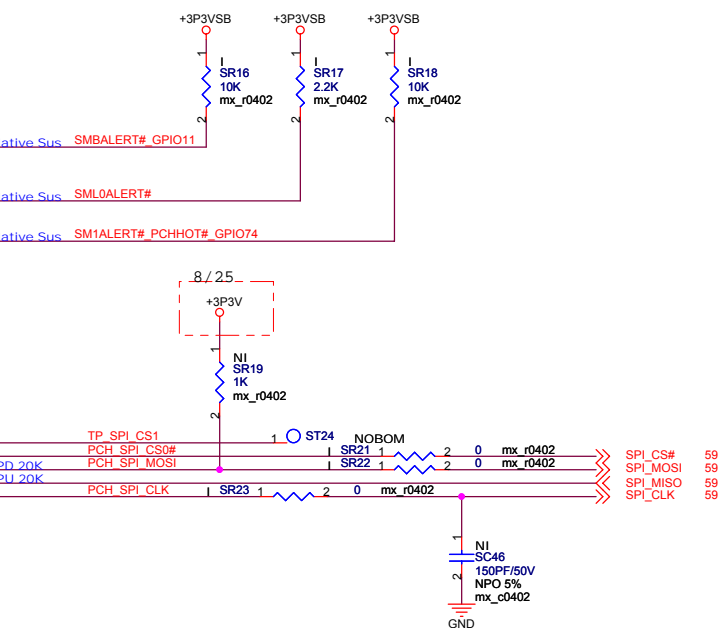 +3P3VSB +3P3VSB +3P3VSB
1 I 1 I 1 I
SR16 SR17 SR18
10K 2.2K 10K
mx_r0402 mx_r0402 mx_r0402
2 2 2
ative Sus SMBALERT#_GPIO11
ative Sus SML0ALERT#
ative Sus SM1ALERT#_PCHHOT#_GPIO74
8/25
+3P3V
1 NI
SR19
1K
mx_r0402
2
TP_SPI_CS1 1 ST24 NOBOM
PCH_SPI_CS0# I SR21 1 2 0 mx_r0402 SPI_CS# 59
PD 20K PCH_SPI_MOSI I SR22 1 2 0 mx_r0402 SPI_MOSI 59
PU 20K SPI_MISO 59
PCH_SPI_CLK I SR23 1 2 0 mx_r0402 SPI_CLK 59
1 NI
SC46
2 150PF/50V
NPO 5%
mx_c0402
GND